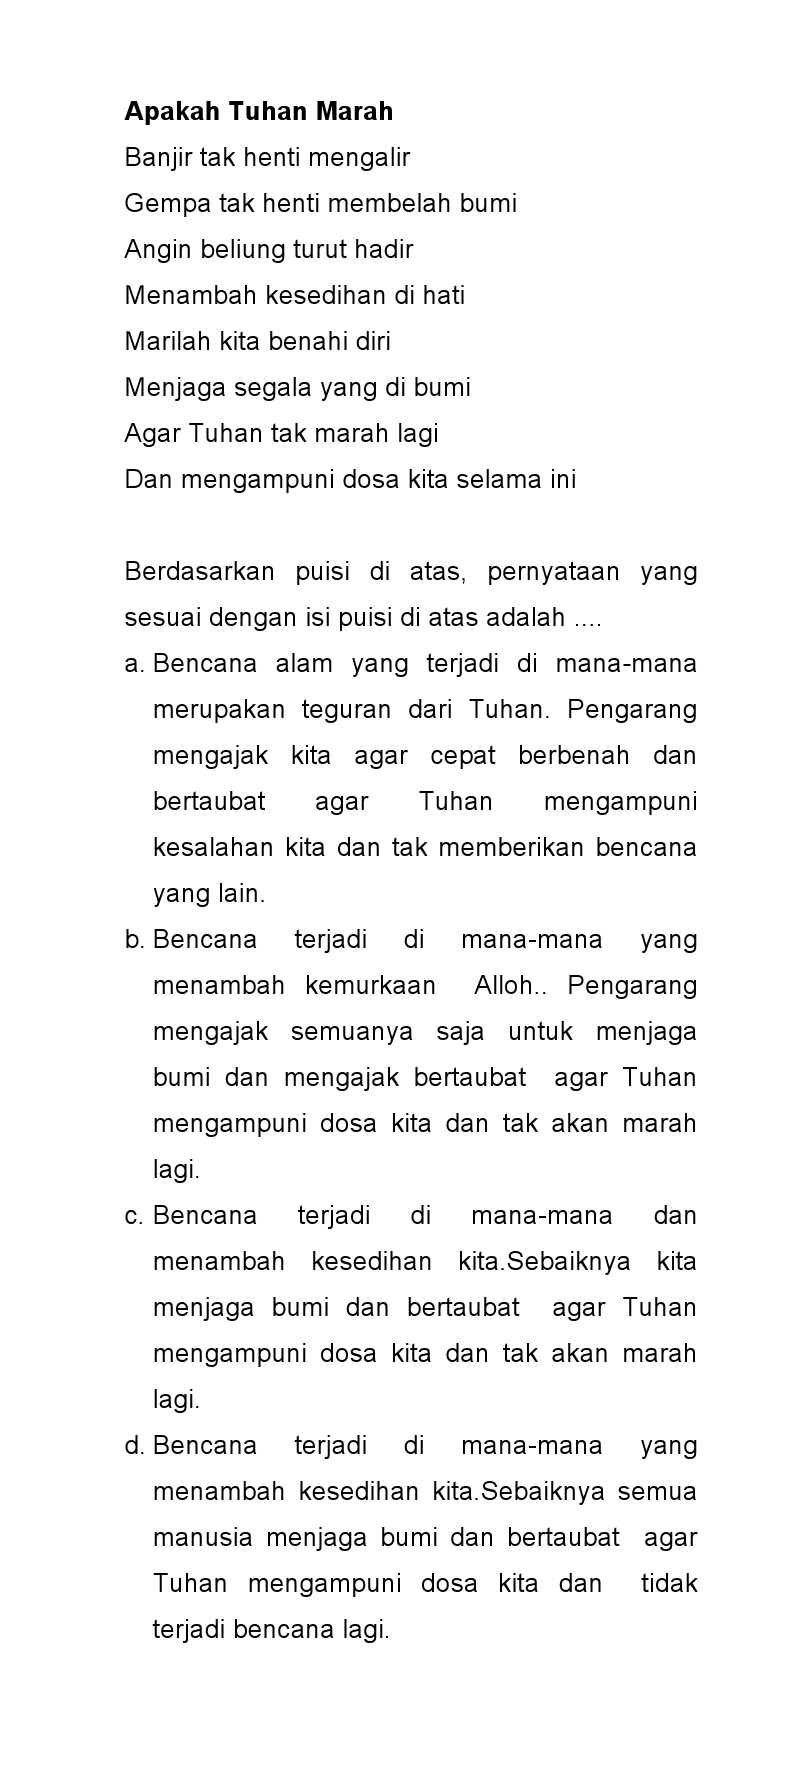 Apakah Tuhan Marah
Banjir tak henti mengalir
Gempa tak henti membelah bumi
Angin beliung turut hadir
Menambah kesedihan di hati
Marilah kita benahi diri
Menjaga segala yang di bumi
Agar Tuhan tak marah lagi
Dan mengampuni dosa kita selama ini
Berdasarkan puisi di atas, pernyataan yang
sesuai dengan isi puisi di atas adalah ....
a. Bencana alam yang terjadi di mana-mana
merupakan teguran dari Tuhan. Pengarang
mengajak kita agar cepat berbenah dan
bertaubat agar Tuhan mengampuni
kesalahan kita dan tak memberikan bencana
yang lain.
b. Bencana terjadi di mana-mana yang
menambah kemurkaan Alloh.. Pengarang
mengajak semuanya saja untuk menjaga
bumi dan mengajak bertaubat agar Tuhan
mengampuni dosa kita dan tak akan marah
lagi.
c. Bencana terjadi di mana-mana dan
menambah kesedihan kita.Sebaiknya kita
menjaga bumi dan bertaubat agar Tuhan
mengampuni dosa kita dan tak akan marah
lagi.
d. Bencana terjadi di mana-mana yang
menambah kesedihan kita.Sebaiknya semua
manusia menjaga bumi dan bertaubat agar
Tuhan mengampuni dosa kita dan tidak
terjadi bencana lagi.